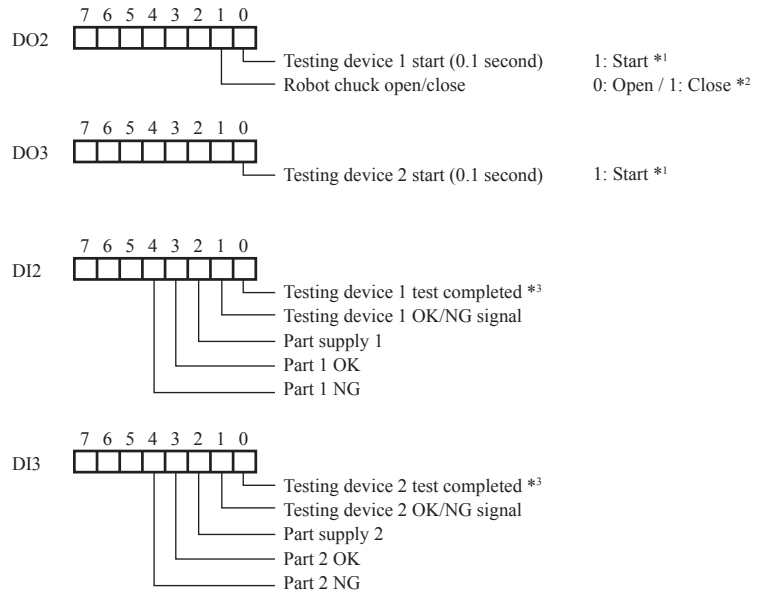 7 6 5 4 3 2 1 0
DO2
Testing device 1 start (0.1 second) 1: Start *1
Robot chuck open/close 0: Open / 1: Close *2
7 6 5 4 3 2 1 0
DO3
Testing device 2 start (0.1 second) 1: Start *1
7 6 5 4 3 2 1 0
DI2
Testing device 1 test completed *3
Testing device 1 OK/NG signal
Part supply 1
Part 1 OK
Part 1 NG
7 6 5 4 3 2 1 0
DI3
Testing device 2 test completed *3
Testing device 2 OK/NG signal
Part supply 2
Part 2 OK
Part 2 NG